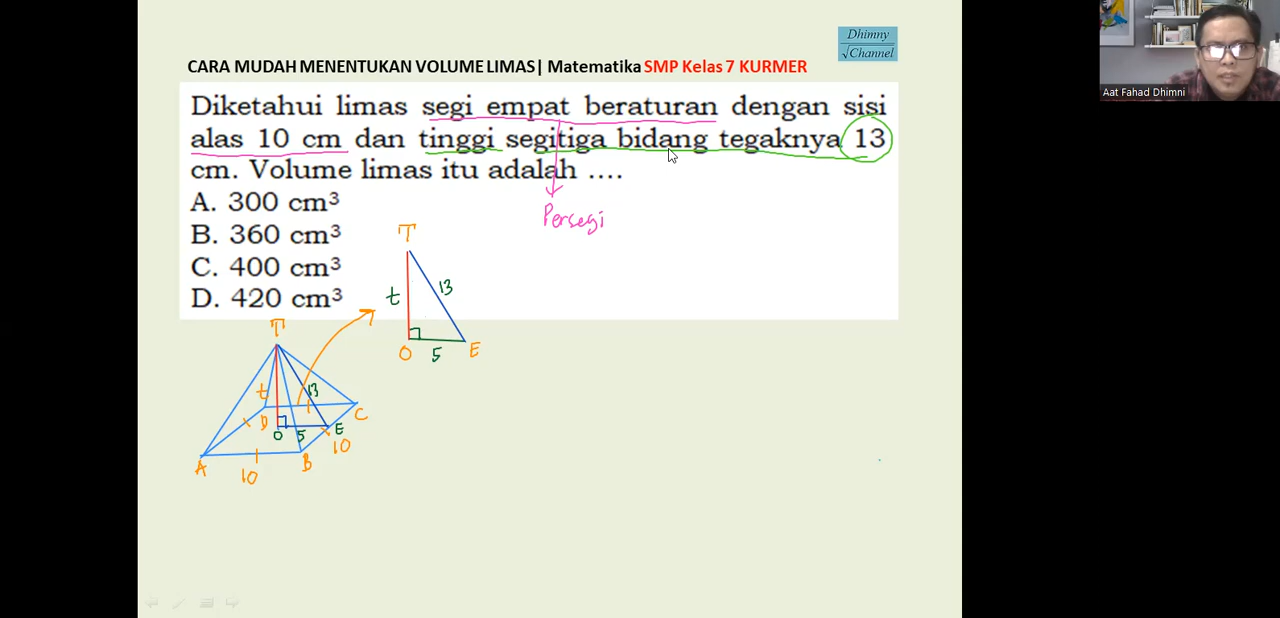 Dhimny
√Channel
Aat Fahad Dhimni
CARA MUDAH MENENTUKAN VOLUME LIMAS| Matematika SMP Kelas 7 KURMER
Diketahui limas segi empat beraturan dengan sisi
alas 10 cm dan tinggi segitiga bidang tegaknya 13
cm. Volume limas itu adalah ....
A. 300 cm³
B. 360 cm³
C. 400 cm³
D. 420 cm³
Persegi
T
t
13
O
5
E
T
t
13
D
C
O
5
E
10
A
B
10